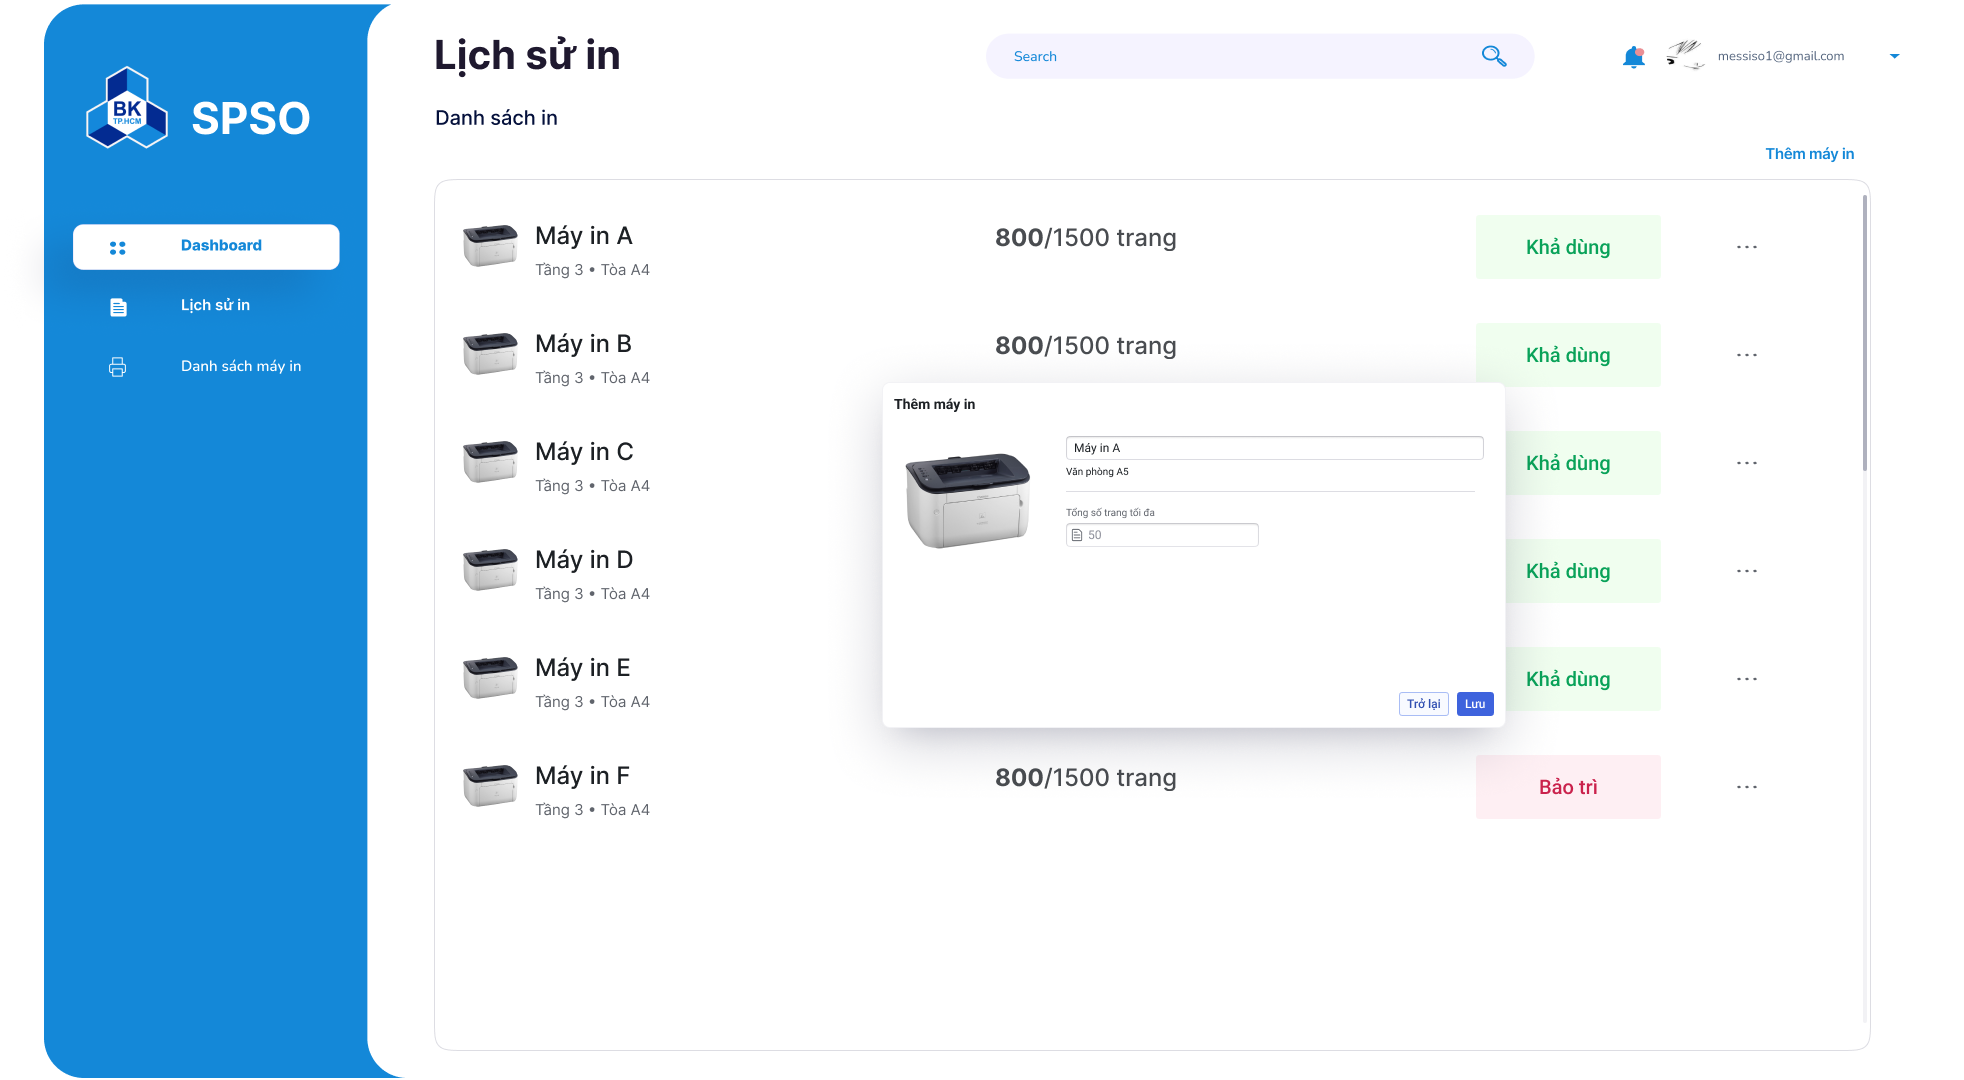 BK
TP.HCM
SPSO
Dashboard
Lịch sử in
Danh sách máy in
Lịch sử in
Search
messiso1@gmail.com
Danh sách in
Thêm máy in
Máy in A
Tầng 3 • Tòa A4
800/1500 trang
Khả dùng
...
Máy in B
Tầng 3 • Tòa A4
800/1500 trang
Khả dùng
...
Máy in C
Tầng 3 • Tòa A4
Khả dùng
...
Máy in D
Tầng 3 • Tòa A4
Khả dùng
...
Máy in E
Tầng 3 • Tòa A4
Khả dùng
...
Máy in F
Tầng 3 • Tòa A4
800/1500 trang
Bảo trì
...
Thêm máy in
Máy in A
Văn phòng A5
Tổng số trang tối đa
50
Trở lại
Lưu